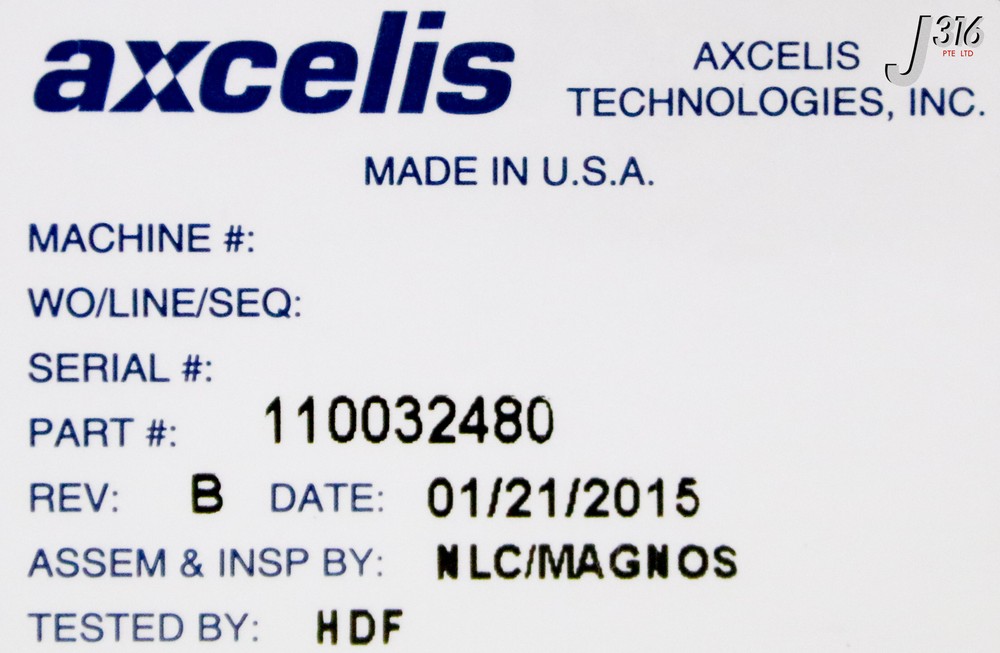 axcelis
AXCELIS
TECHNOLOGIES, INC.
J316
PTE LTD
MADE IN U.S.A.
MACHINE #:
WO/LINE/SEQ:
SERIAL #:
PART #: 110032480
REV: B DATE: 01/21/2015
ASSEM & INSP BY: NLC/MAGNOS
TESTED BY: HDF